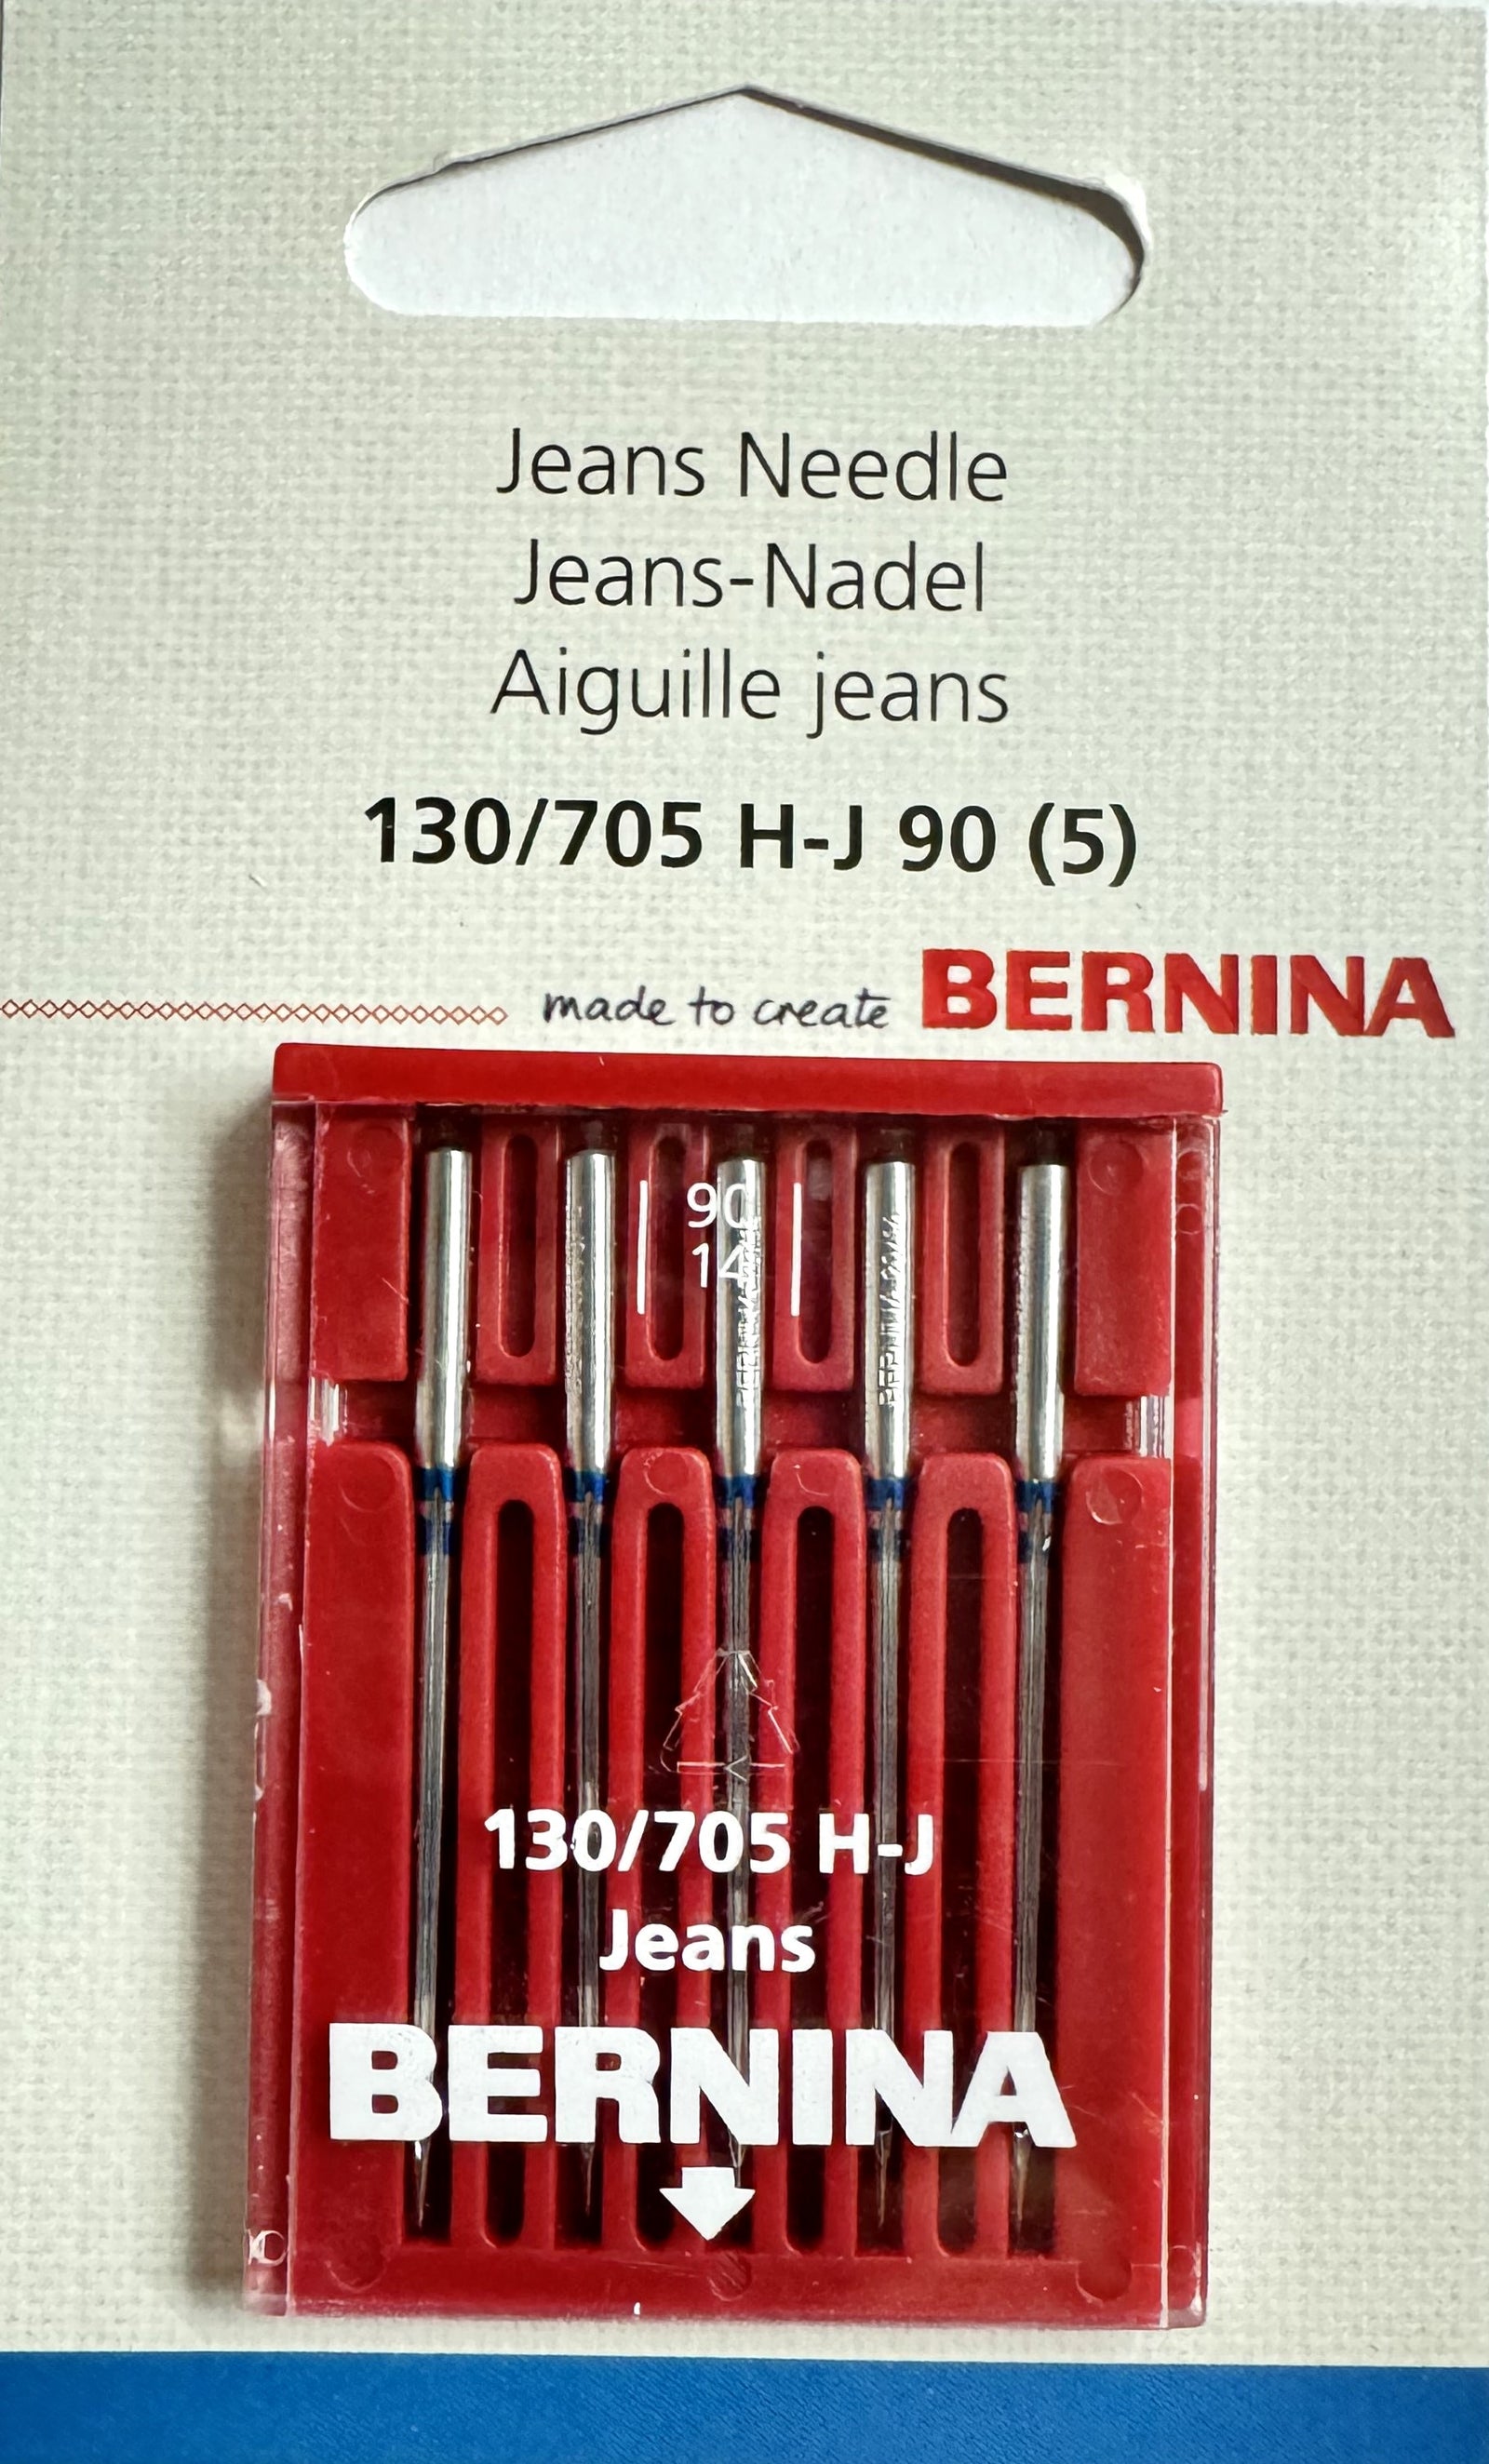 Jeans Needle
Jeans-Nadel
Aiguille jeans
130/705 H-J 90 (5)
made to create BERNINA
90
14
130/705 H-J
Jeans
BERNINA